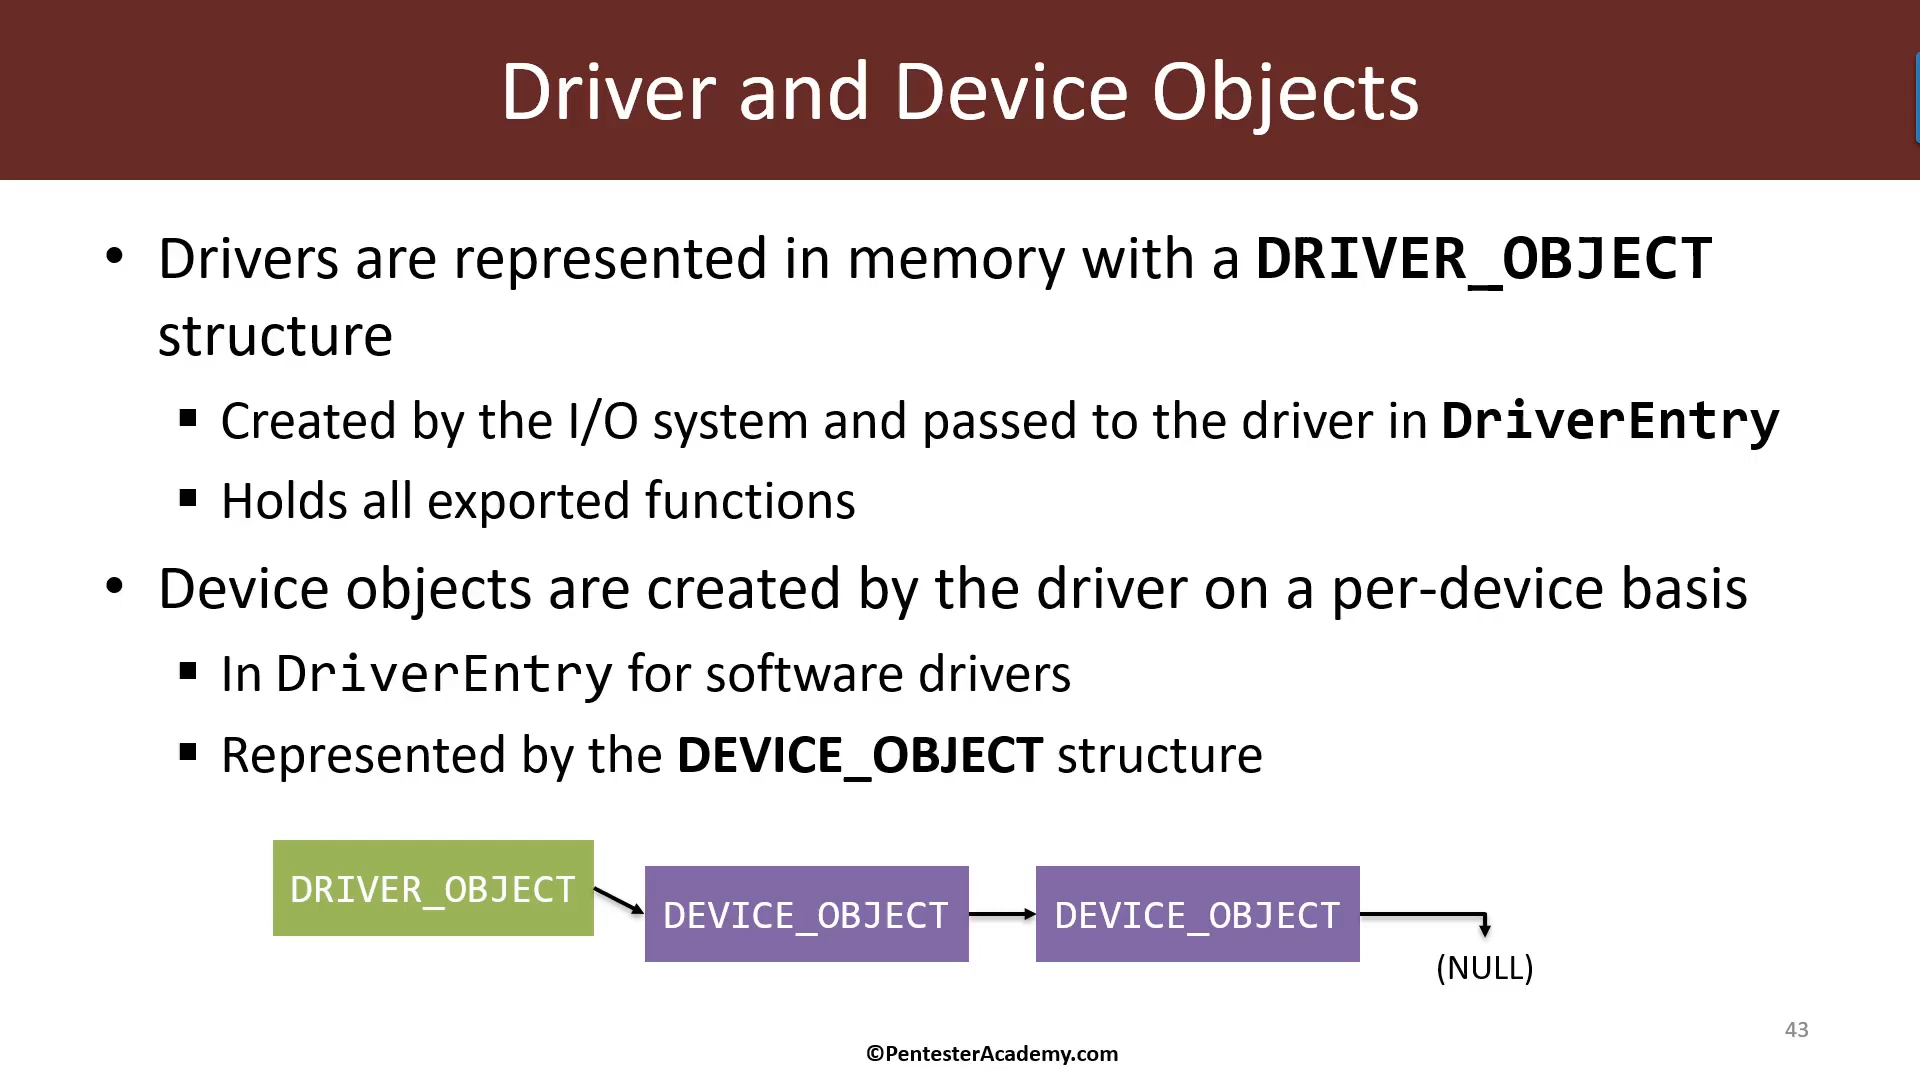 Driver and Device Objects
• Drivers are represented in memory with a DRIVER_OBJECT
structure
▪ Created by the I/O system and passed to the driver in DriverEntry
▪ Holds all exported functions
• Device objects are created by the driver on a per-device basis
▪ In DriverEntry for software drivers
▪ Represented by the DEVICE_OBJECT structure
DRIVER_OBJECT
DEVICE_OBJECT
DEVICE_OBJECT
(NULL)
43
©PentesterAcademy.com